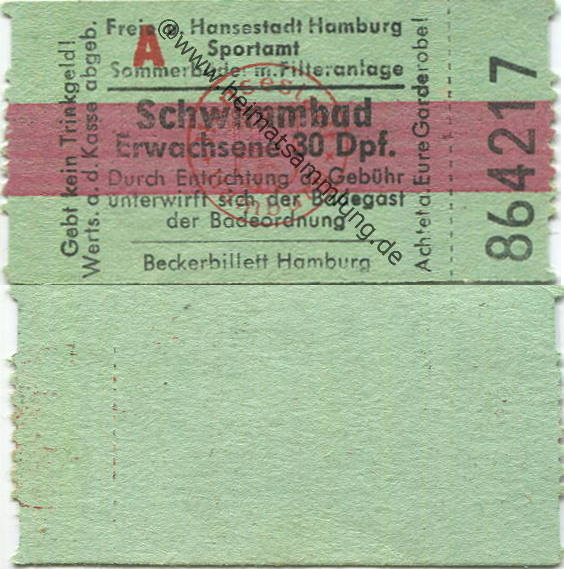 Gebt kein Trinkgeld!
Werts. a. d. Kasse abgeb.
A
Freie u. Hansestadt Hamburg
Sportamt
Sommerbäder m. Filteranlage
Schwimmbad
Erwachsene 30 Dpf.
Durch Entrichtung d. Gebühr
unterwirft sich der Badegast
der Badeordnung
Beckerbillett Hamburg
Achtet a. Eure Garderobe!
864217
@www.heimatsammlung.de